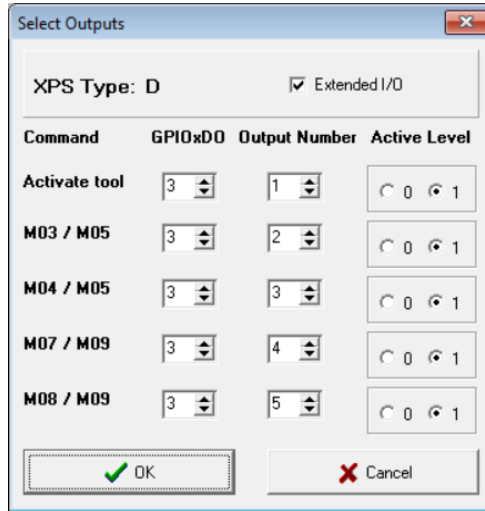 Select Outputs
XPS Type: D
Extended I/O
Command GPIOxDO Output Number Active Level
Activate tool 3 1 0 1
M03 / M05 3 2 0 1
M04 / M05 3 3 0 1
M07 / M09 3 4 0 1
M08 / M09 3 5 0 1
OK Cancel